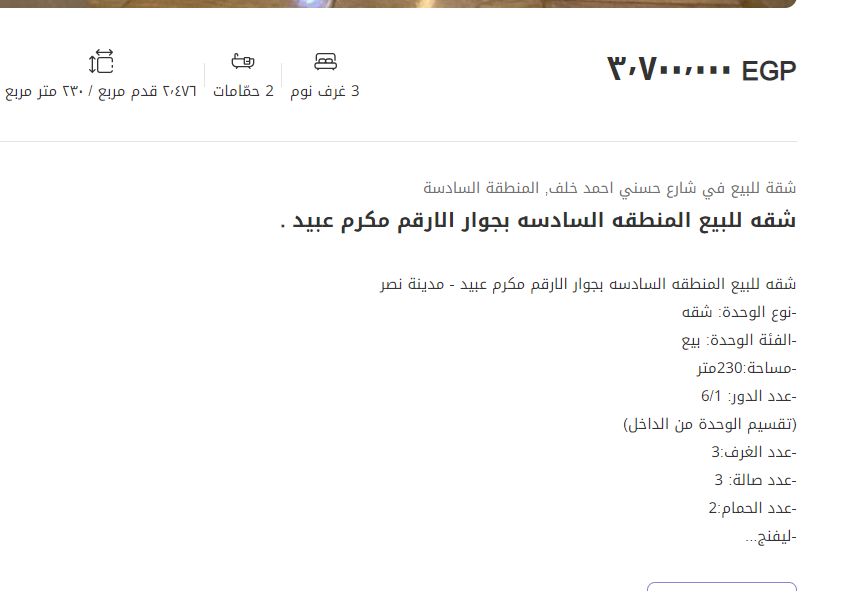 ٣٬٧٠٠٬٠٠٠ EGP
3 غرف نوم
2 حمّامات
٢٬٤٧٦ قدم مربع / ٢٣٠ متر مربع
شقة للبيع في شارع حسني احمد خلف, المنطقة السادسة
شقه للبيع المنطقه السادسه بجوار الارقم مكرم عبيد .
شقه للبيع المنطقه السادسه بجوار الارقم مكرم عبيد - مدينة نصر
-نوع الوحدة: شقه
-الفئة الوحدة: بيع
-مساحة:230متر
-عدد الدور: 6/1
(تقسيم الوحدة من الداخل)
-عدد الغرف:3
-عدد صالة: 3
-عدد الحمام:2
-ليفنج...